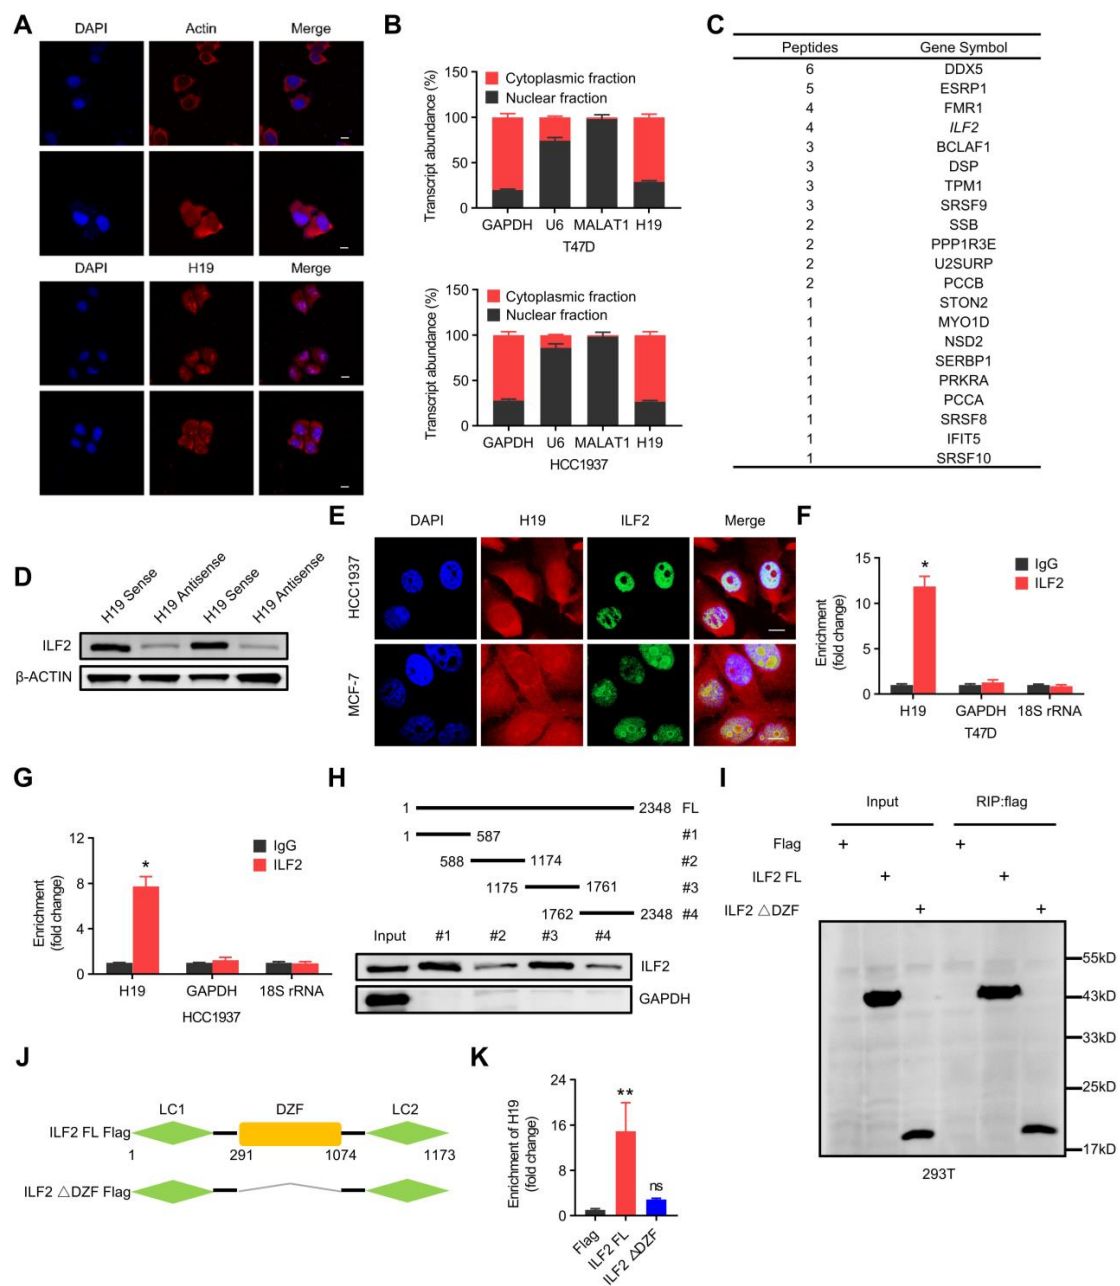 A
DAPI Actin Merge
DAPI H19 Merge
B
Transcript abundance (%)
150
100
50
0
Cytoplasmic fraction
Nuclear fraction
GAPDH U6 MALAT1 H19
T47D
Transcript abundance (%)
150
100
50
0
Cytoplasmic fraction
Nuclear fraction
GAPDH U6 MALAT1 H19
HCC1937
C
Peptides Gene Symbol
6 DDX5
5 ESRP1
4 FMR1
4 ILF2
3 BCLAF1
3 DSP
3 TPM1
3 SRSF9
2 SSB
2 PPP1R3E
2 U2SURP
2 PCCB
1 STON2
1 MYO1D
1 NSD2
1 SERBP1
1 PRKRA
1 PCCA
1 SRSF8
1 IFIT5
1 SRSF10
D
H19 Sense H19 Antisense H19 Sense H19 Antisense
ILF2
β-ACTIN
E
DAPI H19 ILF2 Merge
HCC1937
MCF-7
F
Enrichment
(fold change)
15
10
5
0
*
IgG
ILF2
H19 GAPDH 18S rRNA
T47D
G
Enrichment
(fold change)
12
8
4
0
*
IgG
ILF2
H19 GAPDH 18S rRNA
HCC1937
H
1 2348 FL
1 587 #1
588 1174 #2
1175 1761 #3
1762 2348 #4
Input #1 #2 #3 #4
ILF2
GAPDH
I
Input RIP:flag
Flag + +
ILF2 FL + +
ILF2 △DZF + +
55kD
43kD
34kD
25kD
17kD
293T
J
LC1 DZF LC2
ILF2 FL Flag
1 291 1074 1173
ILF2 △DZF Flag
K
Enrichment of H19
(fold change)
24
16
8
0
**
ns
Flag ILF2 FL ILF2 △DZF